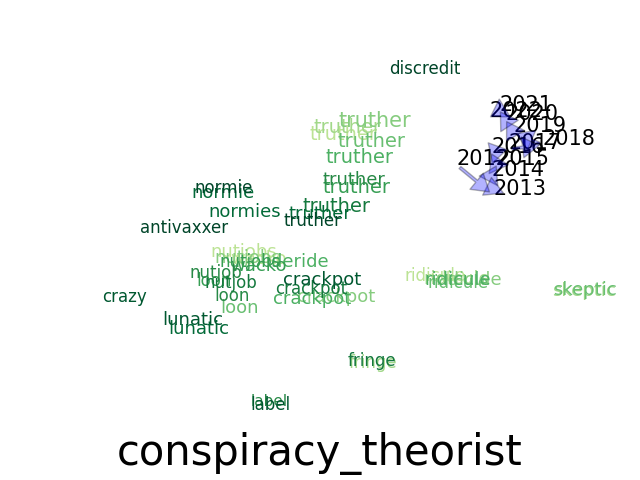 discredit
2021
2022
2020
truther
2019
truther
truther
2018
truther
2017
2016
truther
2012
2015
2014
truther
normie
truther
2013
normie
truther
normies
truther
truther
antivaxxer
nutjobs
nutjobs
deride
wacko
nutjob
ridicule
ridicule
crackpot
nutjob
ridicule
crackpot
skeptic
crazy
loon
crackpot
crackpot
loon
lunatic
lunatic
fringe
fringe
label
label
conspiracy_theorist